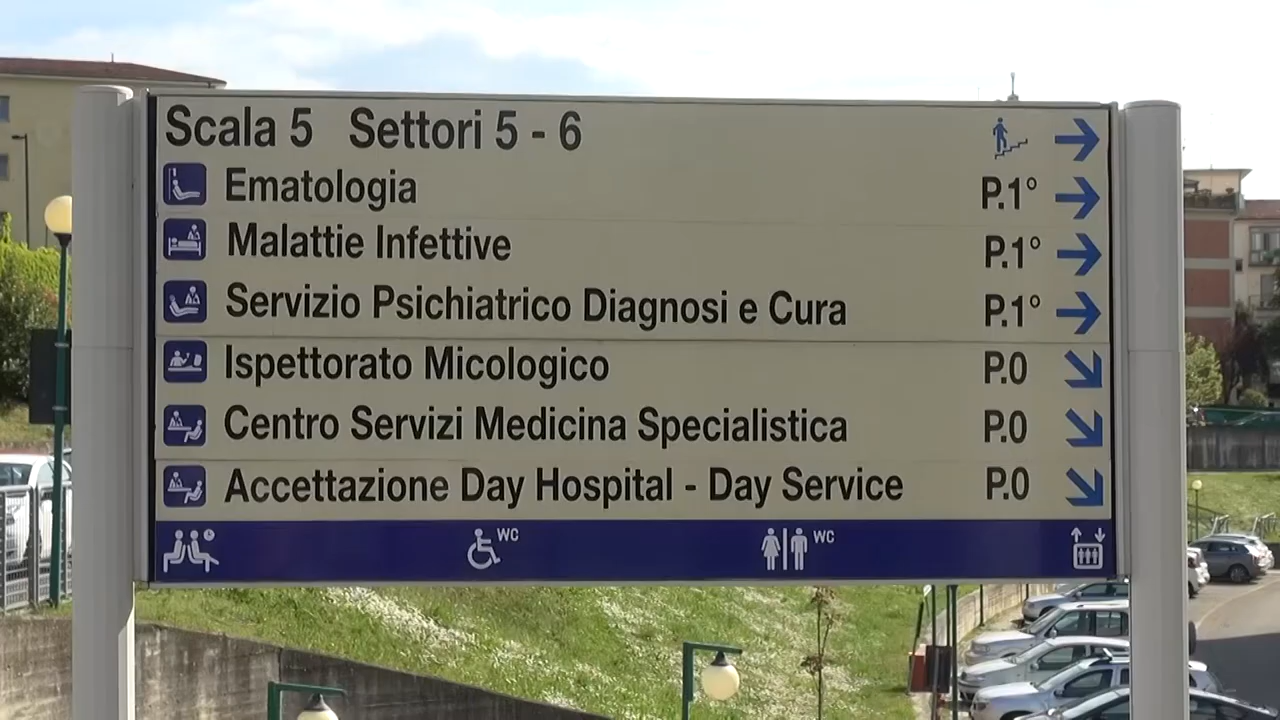 Scala 5 Settori 5 - 6
Ematologia P.1°
Malattie Infettive P.1°
Servizio Psichiatrico Diagnosi e Cura P.1°
Ispettorato Micologico P.0
Centro Servizi Medicina Specialistica P.0
Accettazione Day Hospital - Day Service P.0
WC WC